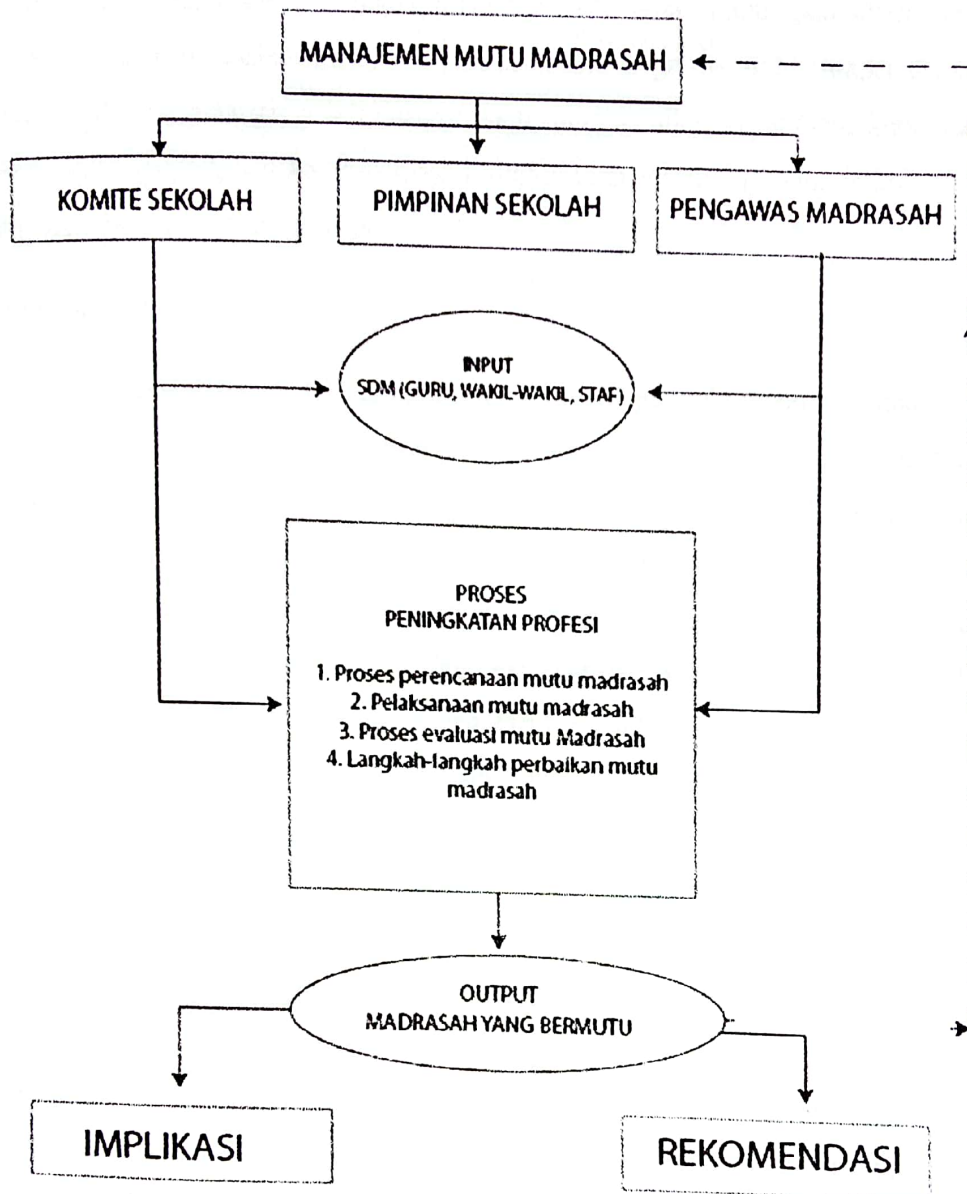 MANAJEMEN MUTU MADRASAH
KOMITE SEKOLAH
PIMPINAN SEKOLAH
PENGAWAS MADRASAH
INPUT
SDM (GURU, WAKIL-WAKIL, STAF)
PROSES
PENINGKATAN PROFESI
1. Proses perencanaan mutu madrasah
2. Pelaksanaan mutu madrasah
3. Proses evaluasi mutu Madrasah
4. Langkah-langkah perbaikan mutu
madrasah
OUTPUT
MADRASAH YANG BERMUTU
IMPLIKASI
REKOMENDASI